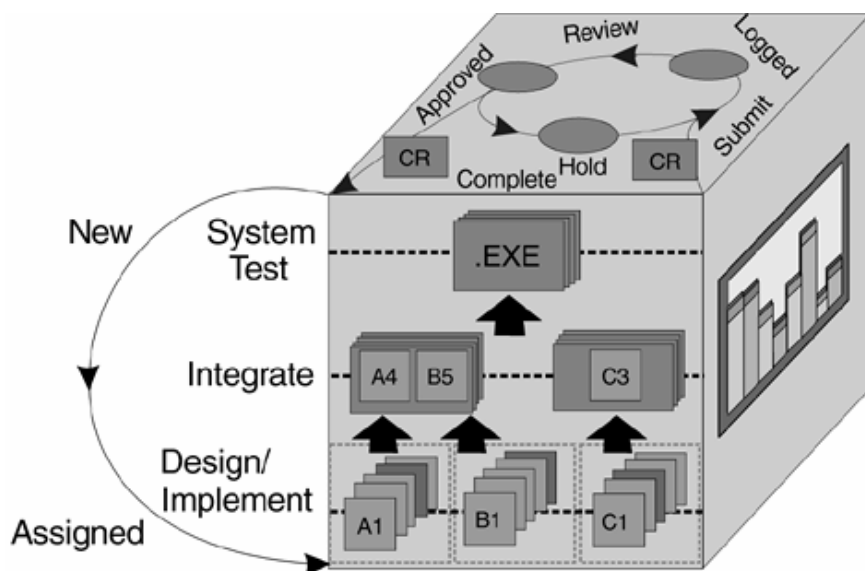 Review
Logged
Approved
Submit
CR
Hold
CR
Complete
New
System
Test
.EXE
Integrate
A4
B5
C3
Design/
Implement
A1
B1
C1
Assigned